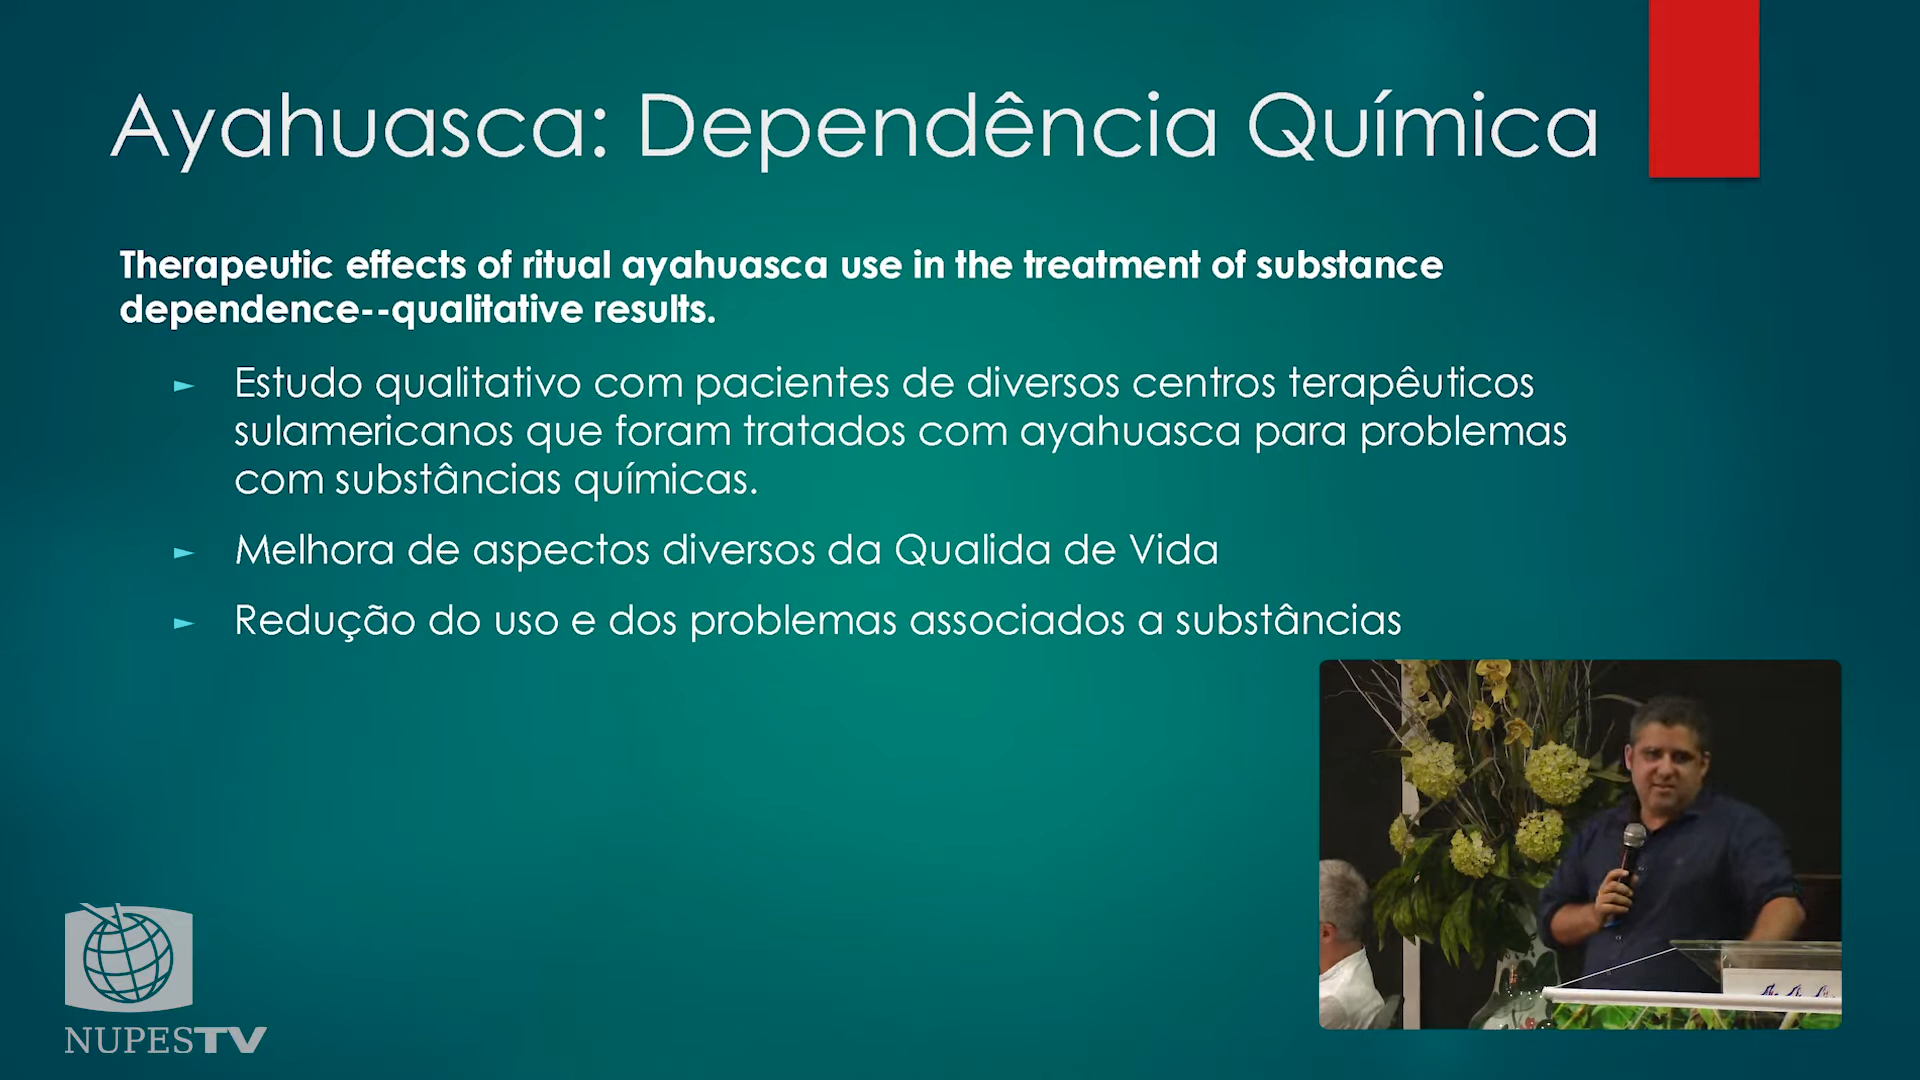 Ayahuasca: Dependência Química
Therapeutic effects of ritual ayahuasca use in the treatment of substance
dependence--qualitative results.
► Estudo qualitativo com pacientes de diversos centros terapêuticos
sulamericanos que foram tratados com ayahuasca para problemas
com substâncias químicas.
► Melhora de aspectos diversos da Qualida de Vida
► Redução do uso e dos problemas associados a substâncias
NUPESTV